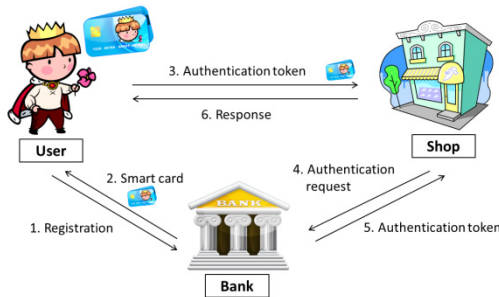 3. Authentication token
6. Response
User
Shop
2. Smart card
4. Authentication
request
1. Registration
5. Authentication token
BANK
Bank